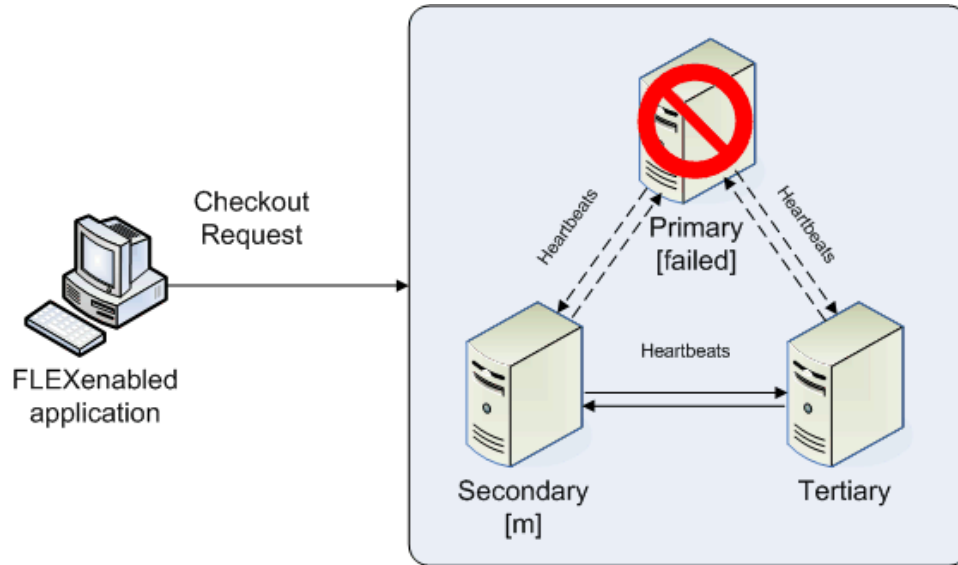 Checkout
Request
FLEXenabled
application
Primary
[failed]
Heartbeats
Heartbeats
Heartbeats
Secondary
[m]
Tertiary